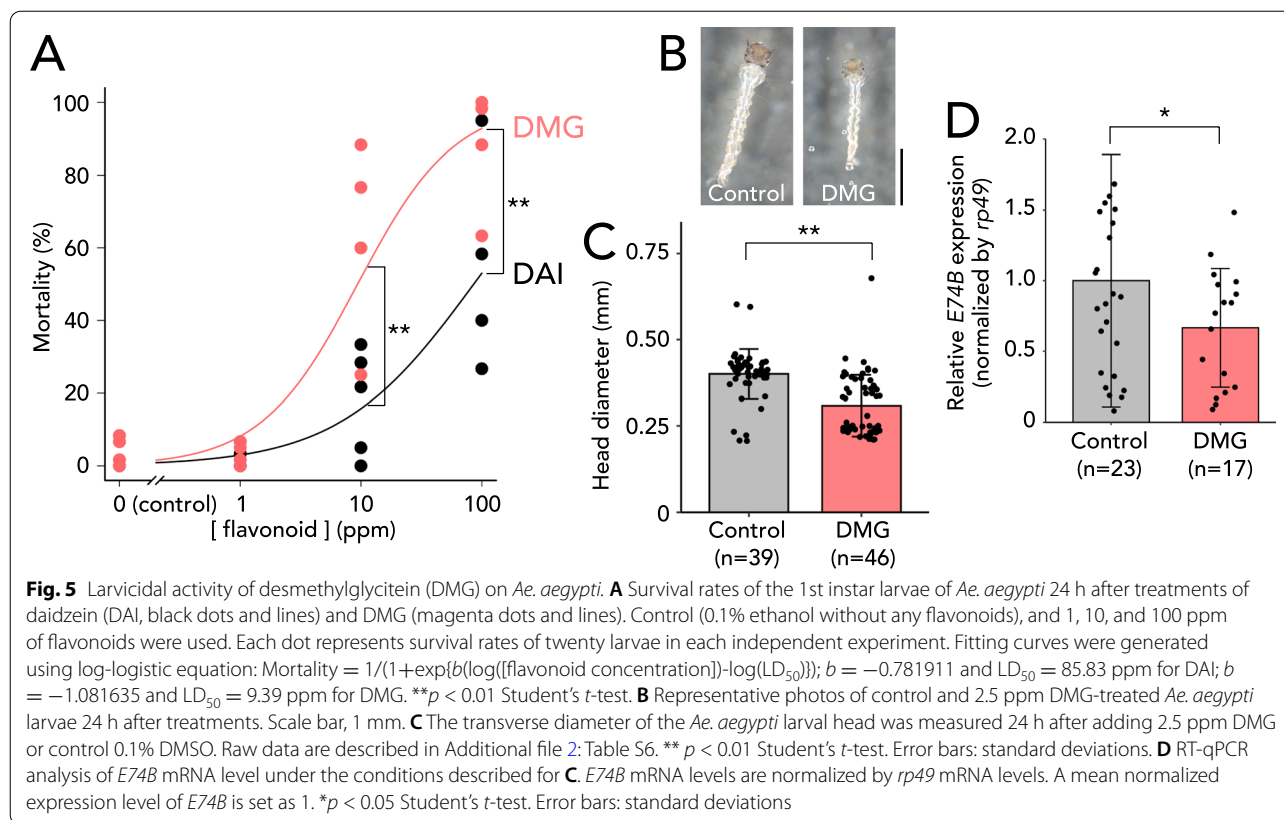 A
Mortality (%)
100
80
60
40
20
0
DMG
DAI
**
**
0 (control) 1 10 100
[ flavonoid ] (ppm)
B
Control DMG
C
Head diameter (mm)
0.75
0.50
0.25
0
**
Control DMG
(n=39) (n=46)
D
Relative E74B expression
(normalized by rp49)
2.0
1.5
1.0
0.5
0
*
Control DMG
(n=23) (n=17)
Fig. 5 Larvicidal activity of desmethylglycitein (DMG) on Ae. aegypti. A Survival rates of the 1st instar larvae of Ae. aegypti 24 h after treatments of
daidzein (DAI, black dots and lines) and DMG (magenta dots and lines). Control (0.1% ethanol without any flavonoids), and 1, 10, and 100 ppm
of flavonoids were used. Each dot represents survival rates of twenty larvae in each independent experiment. Fitting curves were generated
using log-logistic equation: Mortality = 1/(1+exp{b(log([flavonoid concentration])-log(LD50)}); b = −0.781911 and LD50 = 85.83 ppm for DAI; b
= −1.081635 and LD50 = 9.39 ppm for DMG. **p < 0.01 Student's t-test. B Representative photos of control and 2.5 ppm DMG-treated Ae. aegypti
larvae 24 h after treatments. Scale bar, 1 mm. C The transverse diameter of the Ae. aegypti larval head was measured 24 h after adding 2.5 ppm DMG
or control 0.1% DMSO. Raw data are described in Additional file 2: Table S6. ** p < 0.01 Student's t-test. Error bars: standard deviations. D RT-qPCR
analysis of E74B mRNA level under the conditions described for C. E74B mRNA levels are normalized by rp49 mRNA levels. A mean normalized
expression level of E74B is set as 1. *p < 0.05 Student's t-test. Error bars: standard deviations